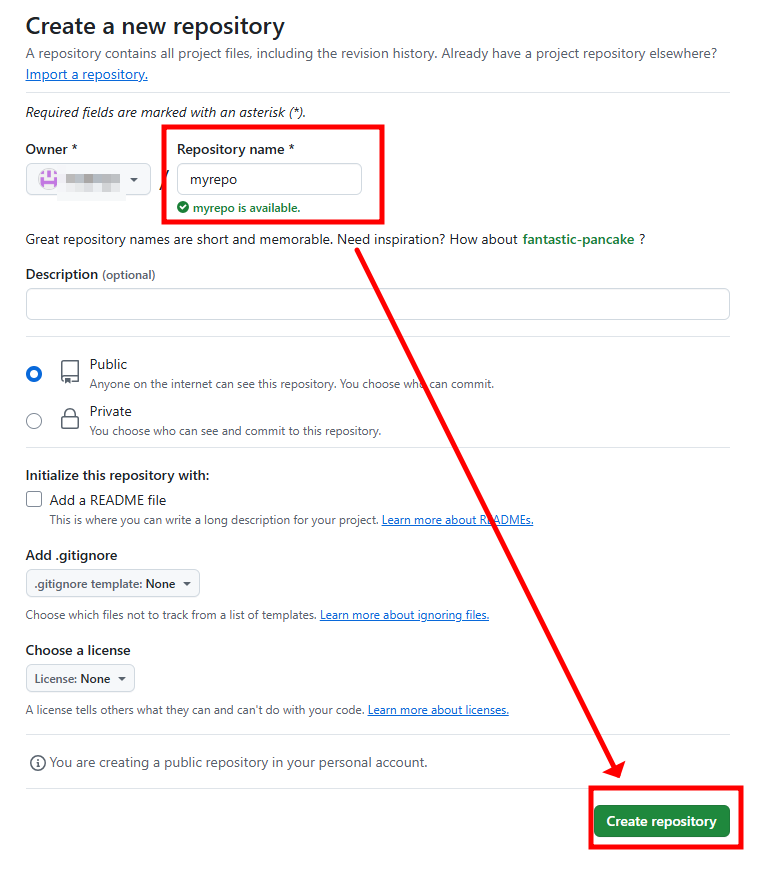 Create a new repository
A repository contains all project files, including the revision history. Already have a project repository elsewhere?
Import a repository.
Required fields are marked with an asterisk (*).
Owner *
Repository name *
/
myrepo
myrepo is available.
Great repository names are short and memorable. Need inspiration? How about fantastic-pancake ?
Description (optional)
Public
Anyone on the internet can see this repository. You choose who can commit.
Private
You choose who can see and commit to this repository.
Initialize this repository with:
Add a README file
This is where you can write a long description for your project. Learn more about READMEs.
Add .gitignore
.gitignore template: None
Choose which files not to track from a list of templates. Learn more about ignoring files.
Choose a license
License: None
A license tells others what they can and can't do with your code. Learn more about licenses.
You are creating a public repository in your personal account.
Create repository